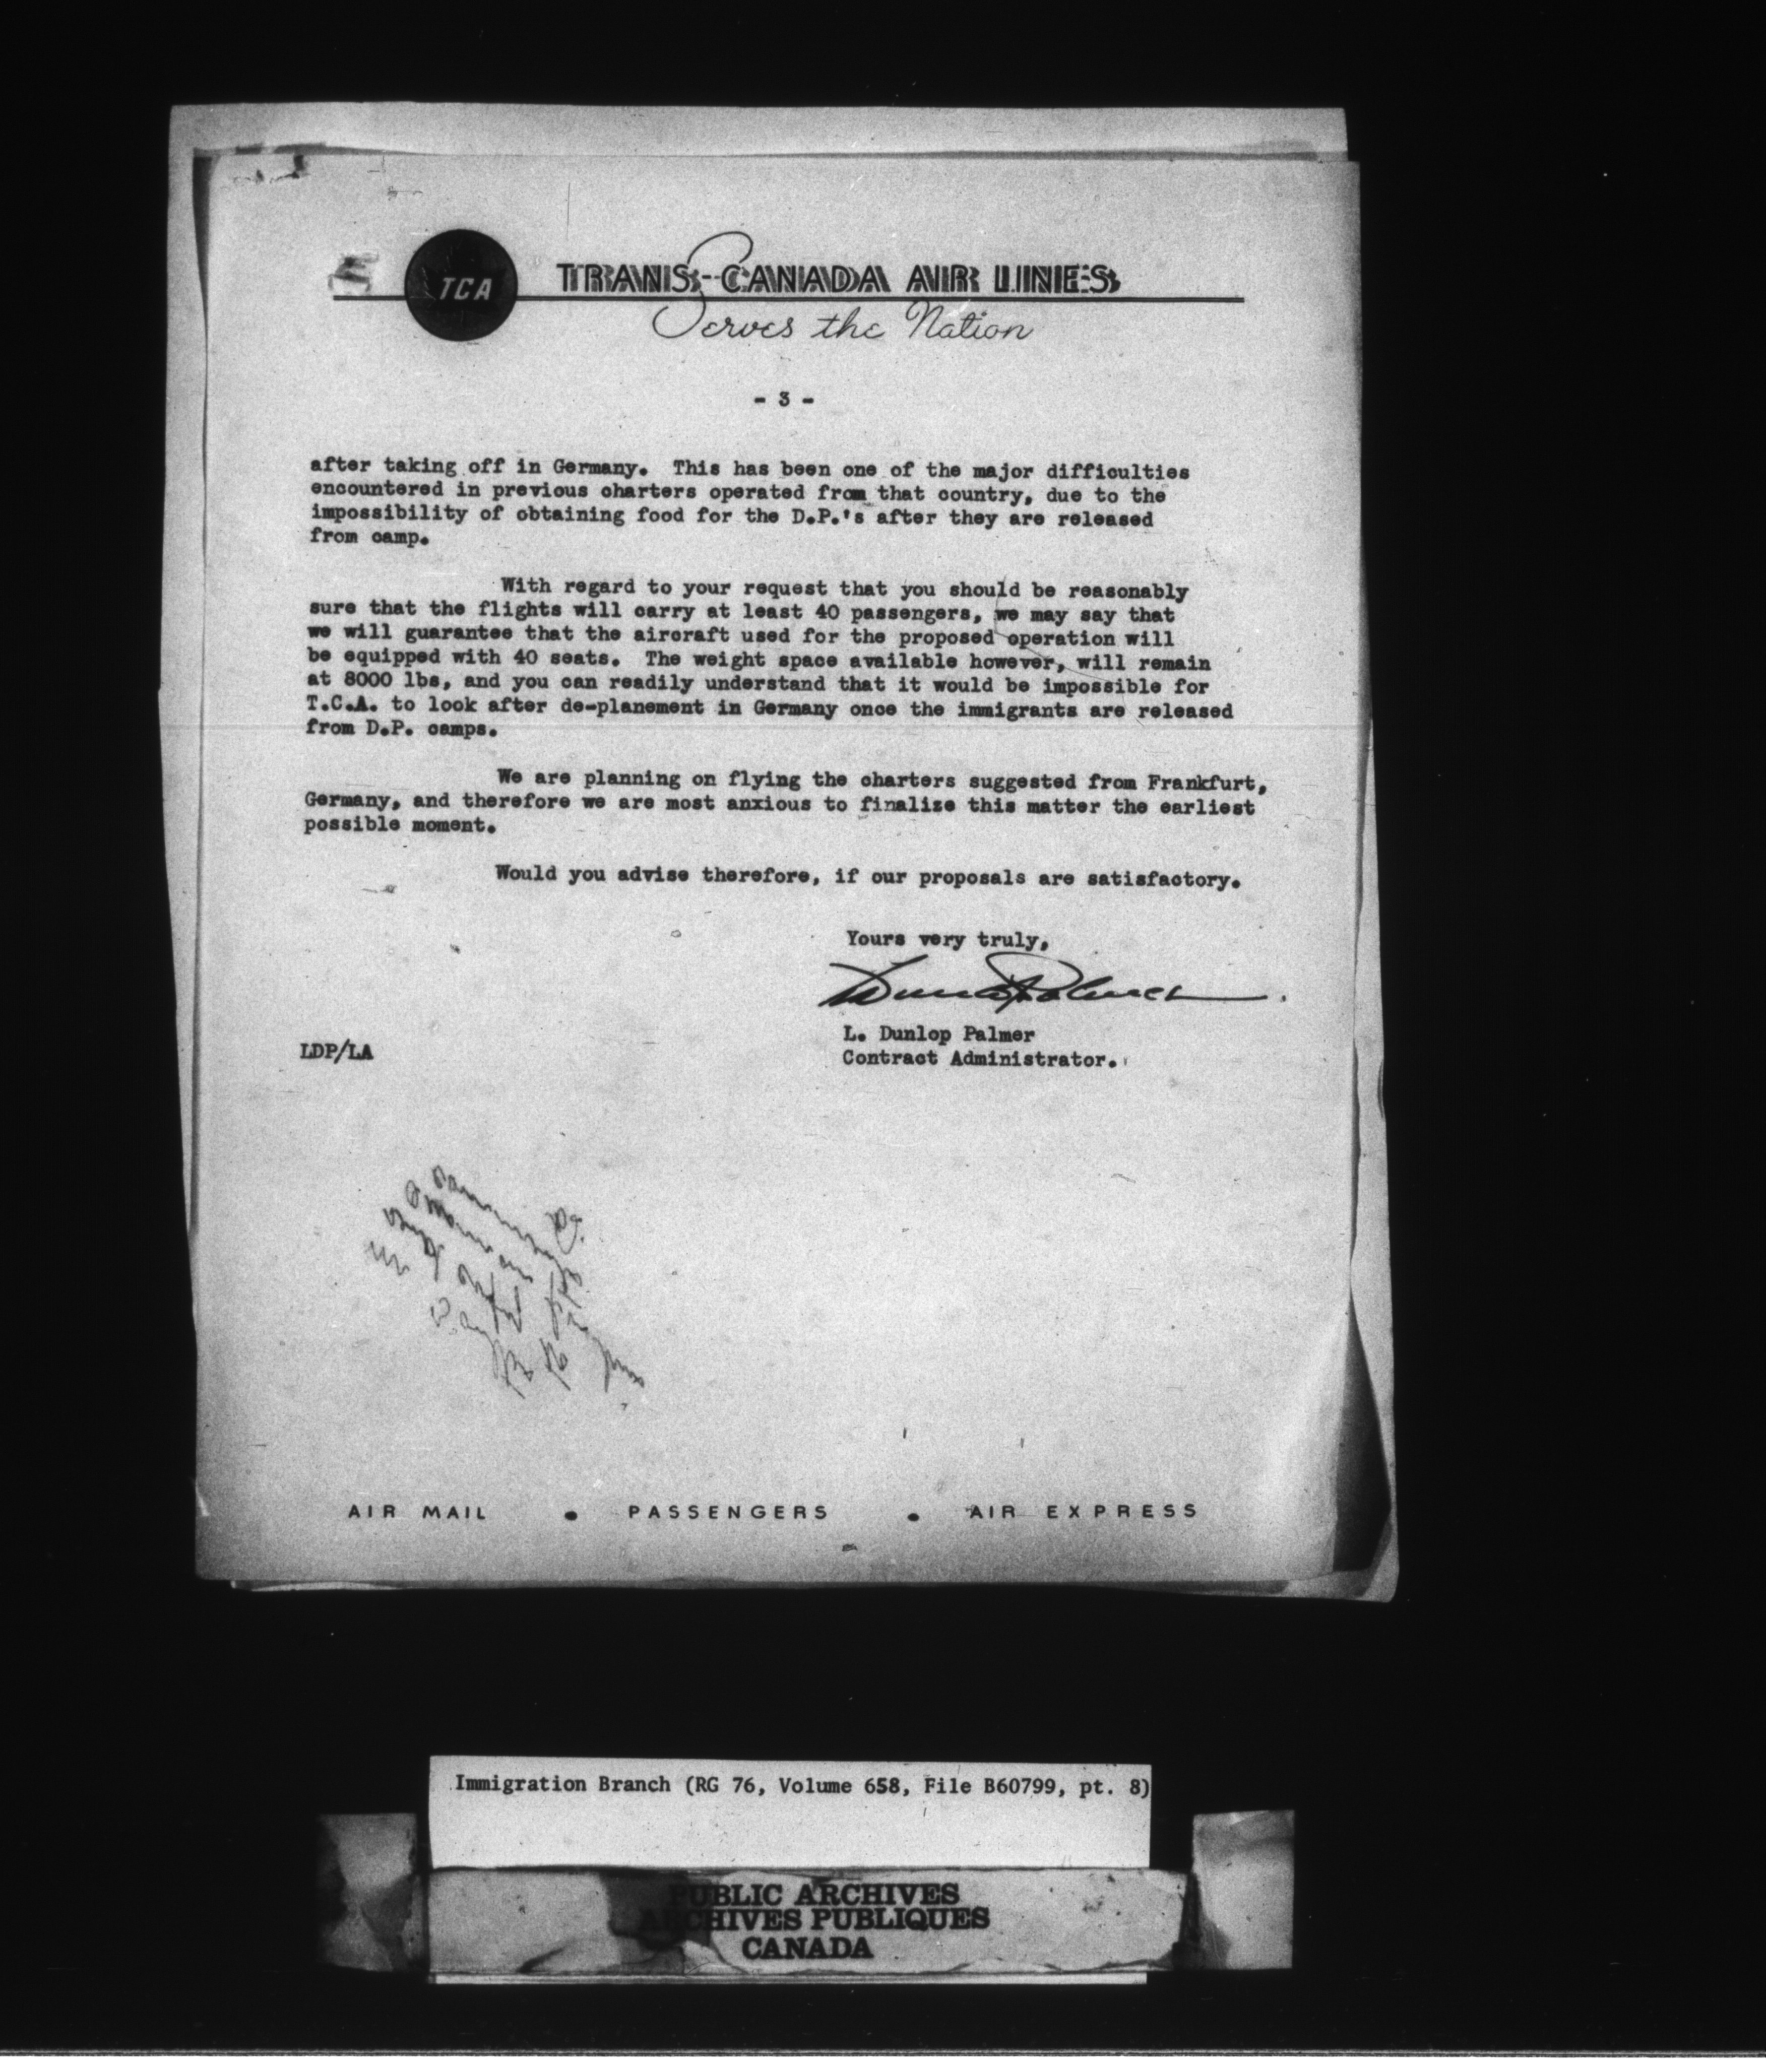 TCA
TRANS-CANADA AIR LINES
Serves the Nation
- 3 -
after taking off in Germany. This has been one of the major difficulties
encountered in previous charters operated from that country, due to the
impossibility of obtaining food for the D.P.'s after they are released
from camp.
With regard to your request that you should be reasonably
sure that the flights will carry at least 40 passengers, we may say that
we will guarantee that the aircraft used for the proposed operation will
be equipped with 40 seats. The weight space available however, will remain
at 8000 lbs, and you can readily understand that it would be impossible for
T.C.A. to look after de-planement in Germany once the immigrants are released
from D.P. camps.
We are planning on flying the charters suggested from Frankfurt,
Germany, and therefore we are most anxious to finalize this matter the earliest
possible moment.
Would you advise therefore, if our proposals are satisfactory.
Yours very truly,
L. Dunlop Palmer
LDP/LA
Contract Administrator.
AIR MAIL • PASSENGERS • AIR EXPRESS
Immigration Branch (RG 76, Volume 658, File B60799, pt. 8)
PUBLIC ARCHIVES
ARCHIVES PUBLIQUES
CANADA